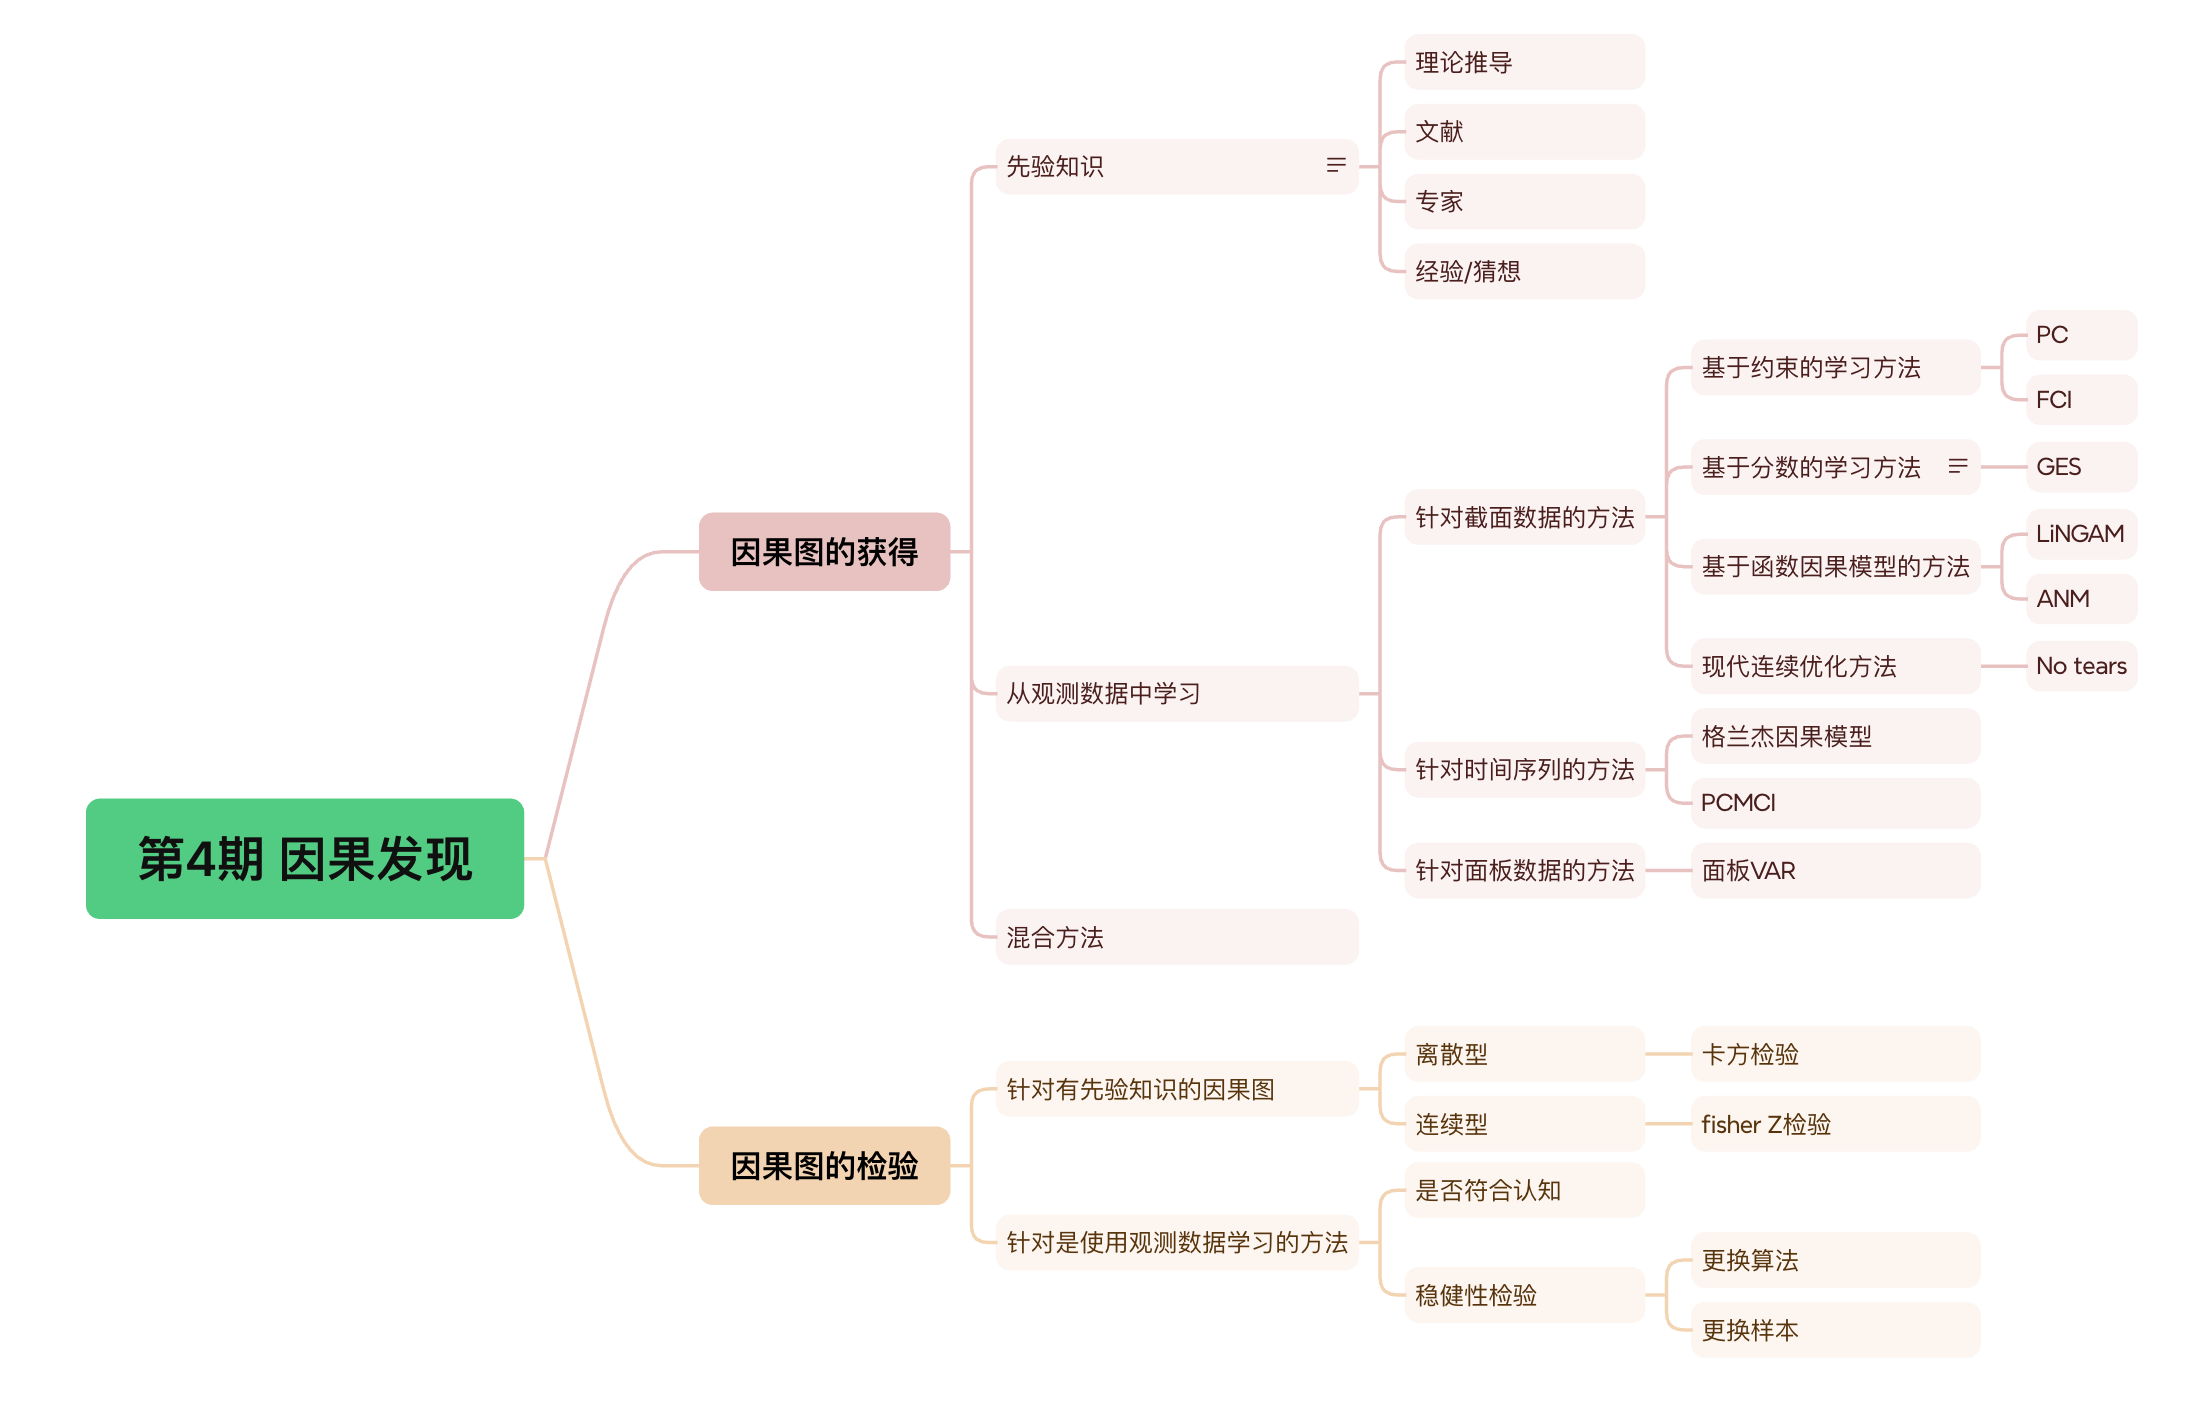 第4期 因果发现
因果图的获得
先验知识
理论推导
文献
专家
经验/猜想
从观测数据中学习
针对截面数据的方法
基于约束的学习方法
PC
FCI
基于分数的学习方法
GES
基于函数因果模型的方法
LiNGAM
ANM
现代连续优化方法
No tears
针对时间序列的方法
格兰杰因果模型
PCMCI
针对面板数据的方法
面板VAR
混合方法
因果图的检验
针对有先验知识的因果图
离散型
卡方检验
连续型
fisher Z检验
针对是使用观测数据学习的方法
是否符合认知
稳健性检验
更换算法
更换样本